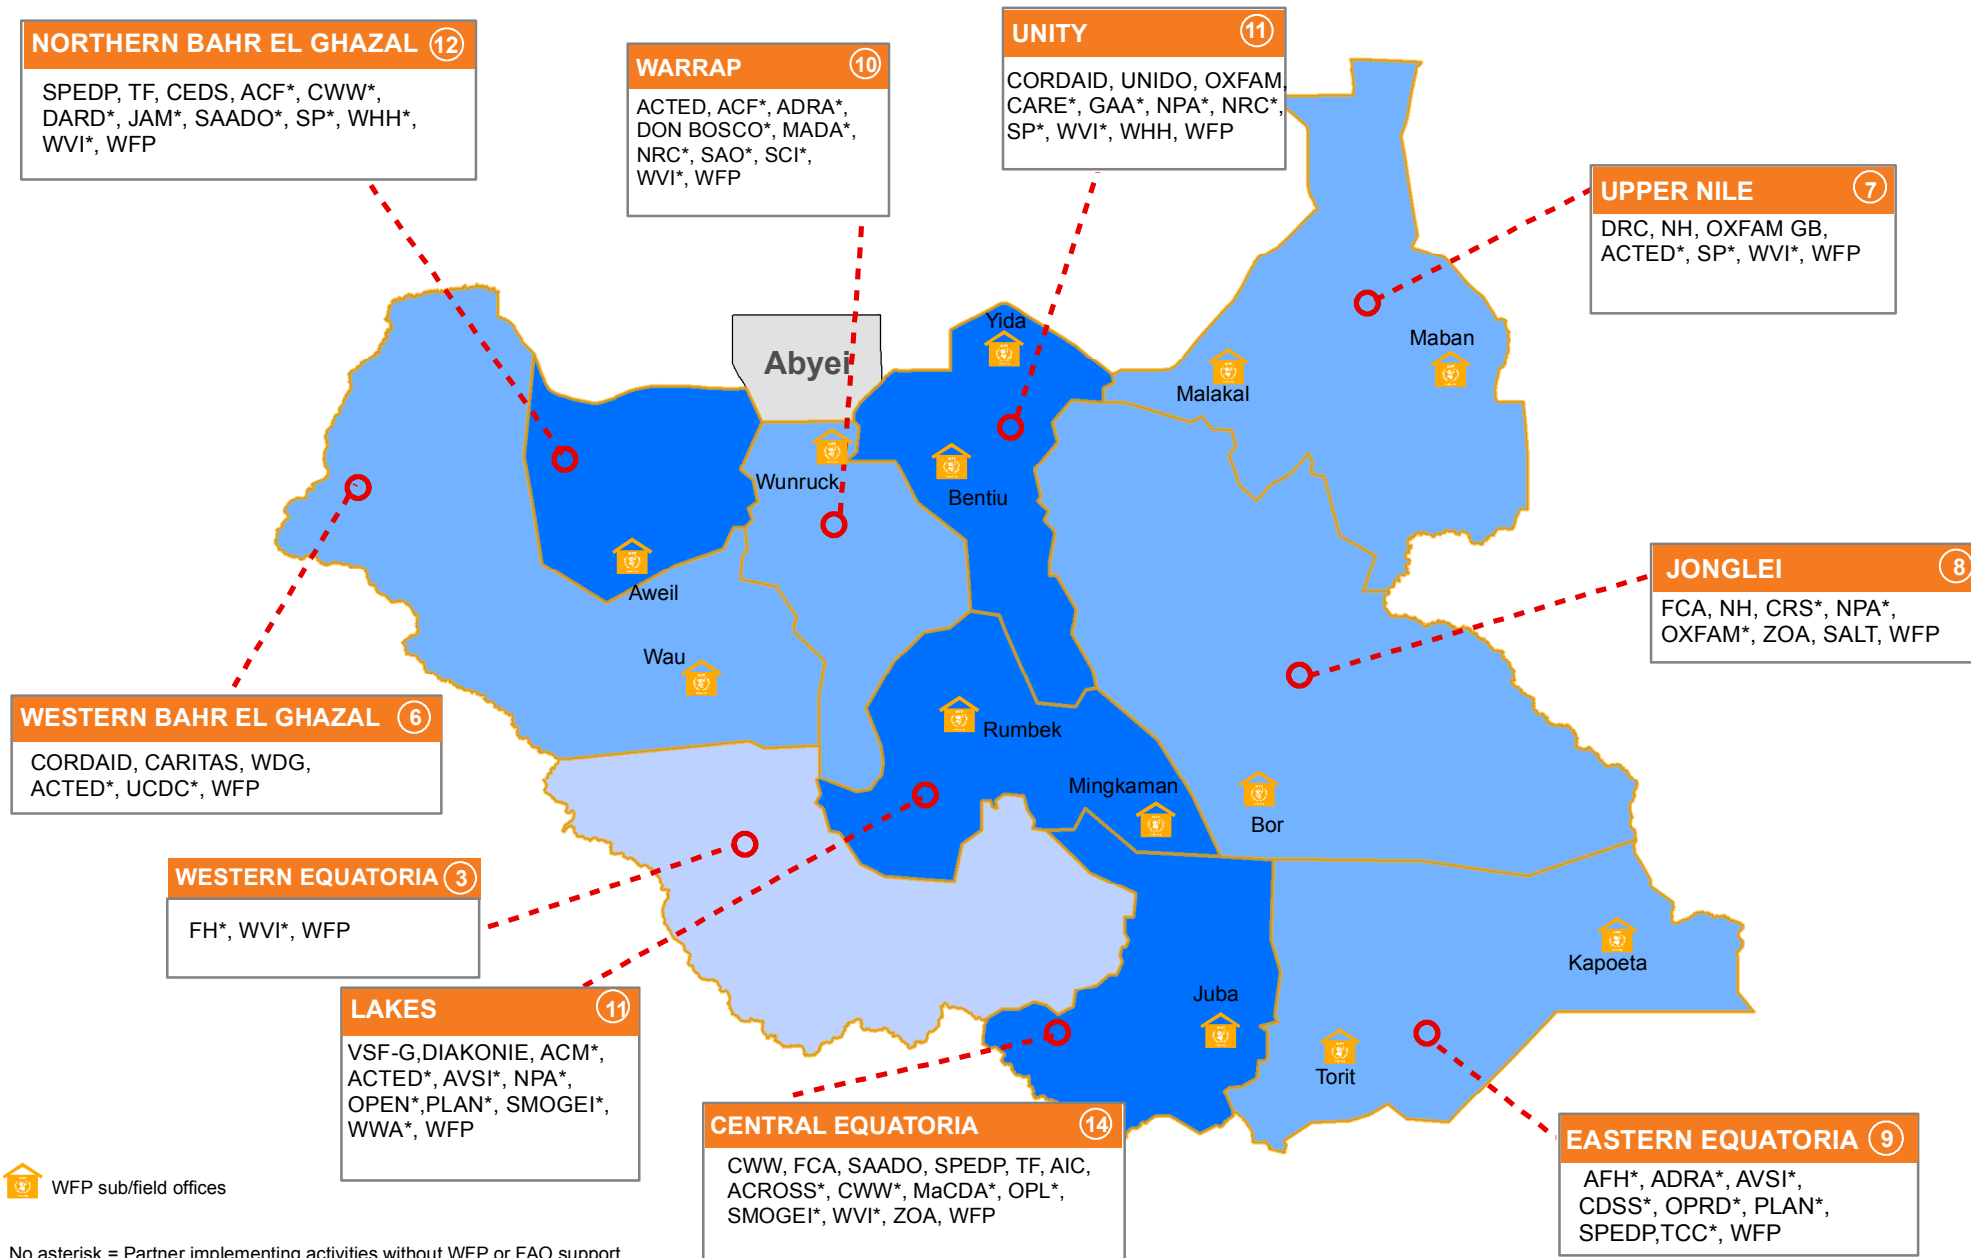 NORTHERN BAHR EL GHAZAL 12
SPEDP, TF, CEDS, ACF*, CWW*,
DARD*, JAM*, SAADO*, SP*, WHH*,
WVI*, WFP
WARRAP 10
ACTED, ACF*, ADRA*,
DON BOSCO*, MADA*,
NRC*, SAO*, SCI*,
WVI*, WFP
UNITY 11
CORDAID, UNIDO, OXFAM,
CARE*, GAA*, NPA*, NRC*,
SP*, WVI*, WHH, WFP
UPPER NILE 7
DRC, NH, OXFAM GB,
ACTED*, SP*, WVI*, WFP
Abyei
Yida
Maban
Malakal
Wunruck
Bentiu
Aweil
Wau
Rumbek
Mingkaman
Bor
Kapoeta
Juba
Torit
JONGLEI 8
FCA, NH, CRS*, NPA*,
OXFAM*, ZOA, SALT, WFP
WESTERN BAHR EL GHAZAL 6
CORDAID, CARITAS, WDG,
ACTED*, UCDC*, WFP
WESTERN EQUATORIA 3
FH*, WVI*, WFP
LAKES 11
VSF-G,DIAKONIE, ACM*,
ACTED*, AVSI*, NPA*,
OPEN*,PLAN*, SMOGEI*,
WWA*, WFP
CENTRAL EQUATORIA 14
CWW, FCA, SAADO, SPEDP, TF, AIC,
ACROSS*, CWW*, MaCDA*, OPL*,
SMOGEI*, WVI*, ZOA, WFP
EASTERN EQUATORIA 9
AFH*, ADRA*, AVSI*,
CDSS*, OPRD*, PLAN*,
SPEDP,TCC*, WFP
WFP sub/field offices
No asterisk = Partner implementing activities without WFP or FAO support